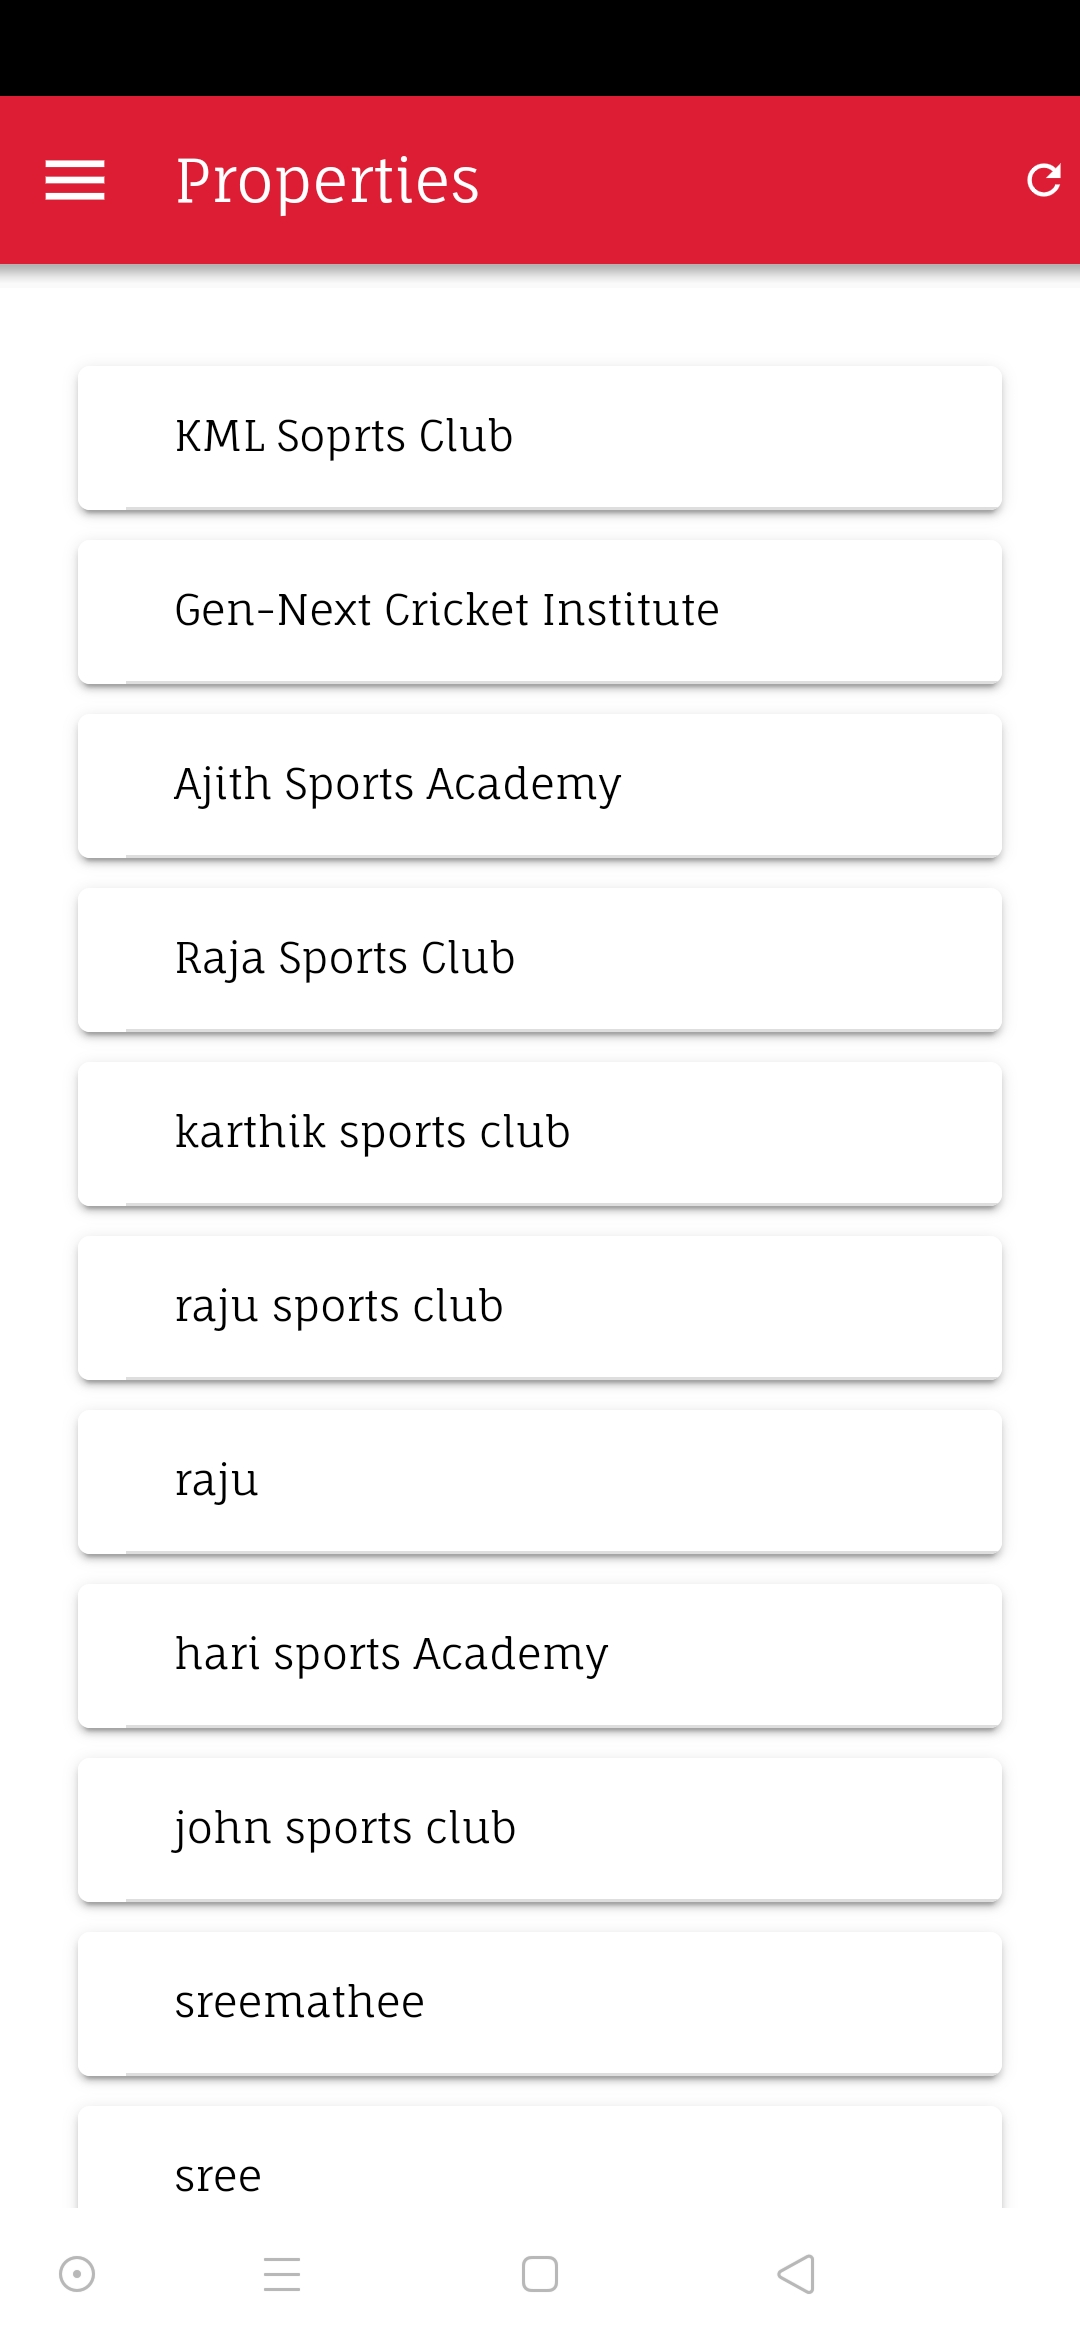 Properties
KML Soprts Club
Gen-Next Cricket Institute
Ajith Sports Academy
Raja Sports Club
karthik sports club
raju sports club
raju
hari sports Academy
john sports club
sreemathee
sree